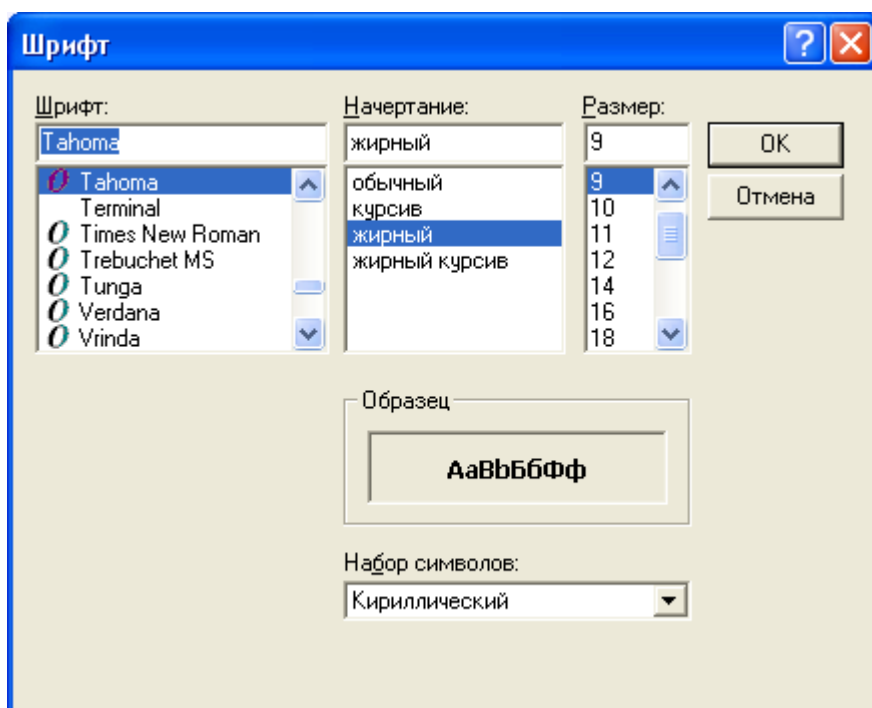 Шрифт
Шрифт:
Tahoma
Tahoma
Terminal
Times New Roman
Trebuchet MS
Tunga
Verdana
Vrinda
Начертание:
жирный
обычный
курсив
жирный
жирный курсив
Размер:
9
9
10
11
12
14
16
18
OK
Отмена
Образец
АаBbБбФф
Набор символов:
Кириллический